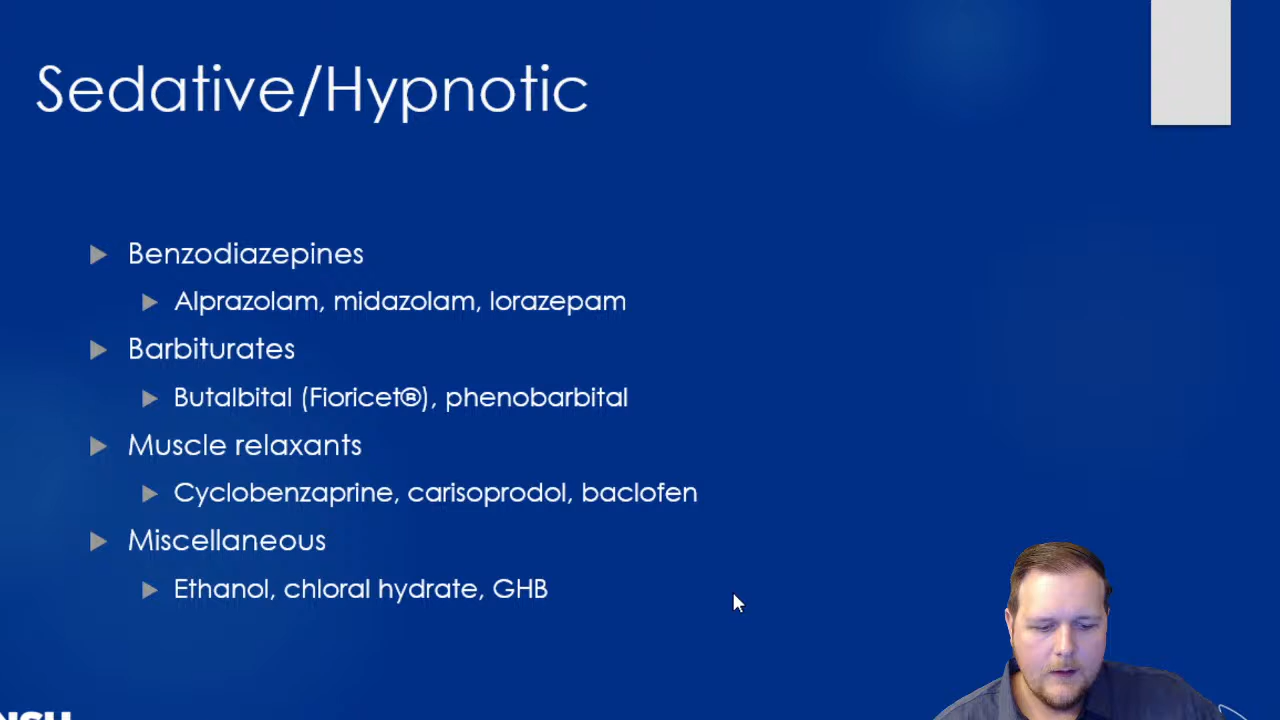 Sedative/Hypnotic
Benzodiazepines
Alprazolam, midazolam, lorazepam
Barbiturates
Butalbital (Fioricet®), phenobarbital
Muscle relaxants
Cyclobenzaprine, carisoprodol, baclofen
Miscellaneous
Ethanol, chloral hydrate, GHB